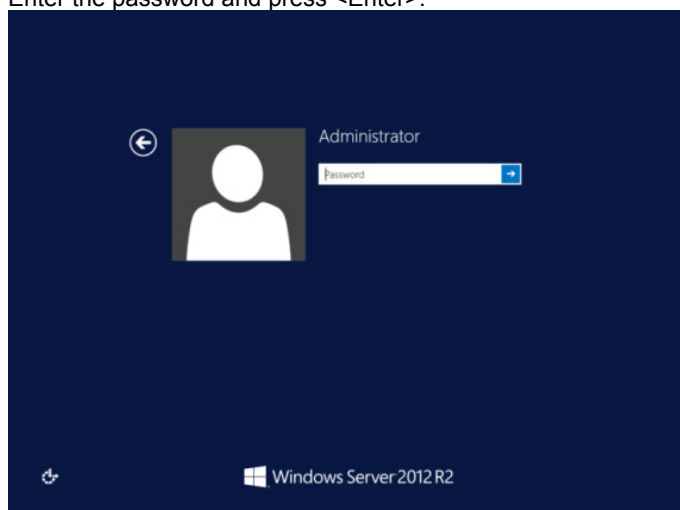 Enter the password and press <Enter>.
Administrator
Password
Windows Server 2012 R2